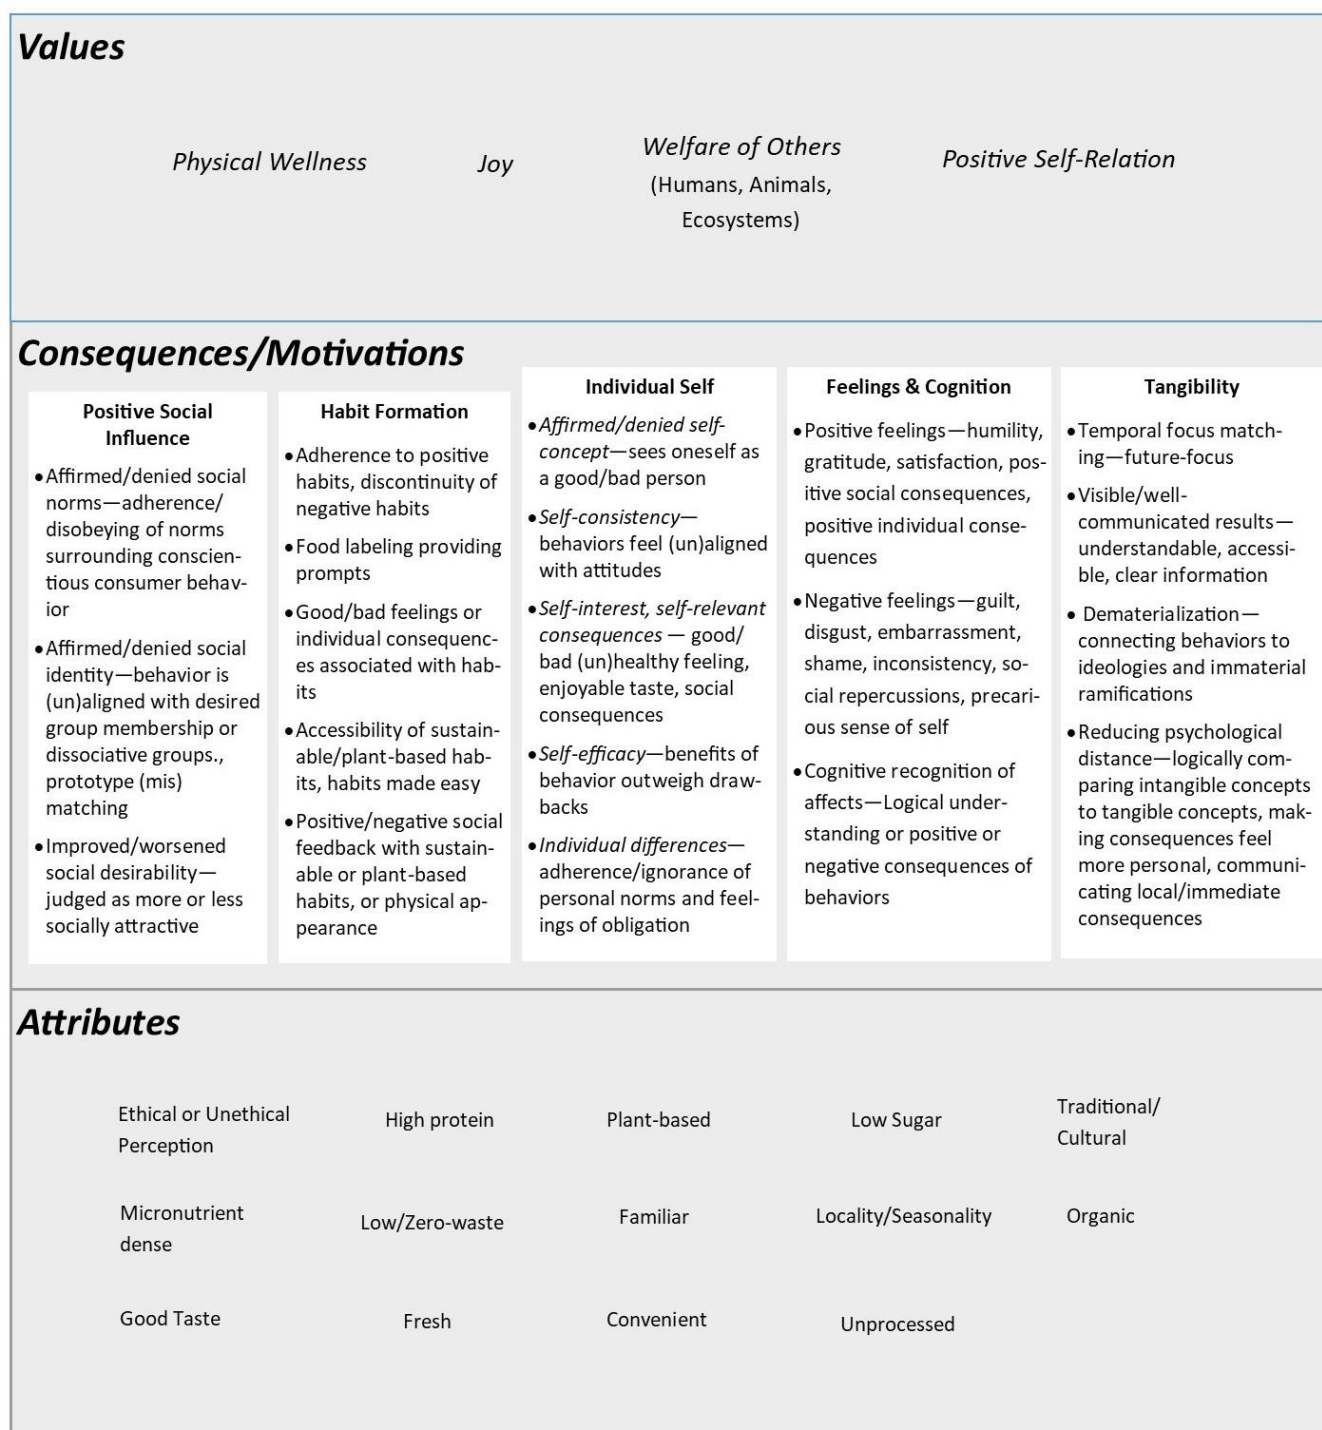 Values
Physical Wellness
Joy
Welfare of Others
(Humans, Animals,
Ecosystems)
Positive Self-Relation
Consequences/Motivations
Positive Social
Influence
•Affirmed/denied social
norms—adherence/
disobeying of norms
surrounding conscien-
tious consumer behav-
ior
•Affirmed/denied social
identity—behavior is
(un)aligned with desired
group membership or
dissociative groups.,
prototype (mis)
matching
•Improved/worsened
social desirability—
judged as more or less
socially attractive
Habit Formation
•Adherence to positive
habits, discontinuity of
negative habits
•Food labeling providing
prompts
•Good/bad feelings or
individual consequenc-
es associated with hab-
its
•Accessibility of sustain-
able/plant-based hab-
its, habits made easy
•Positive/negative social
feedback with sustain-
able or plant-based
habits, or physical ap-
pearance
Individual Self
•Affirmed/denied self-
concept—sees oneself as
a good/bad person
•Self-consistency—
behaviors feel (un)aligned
with attitudes
•Self-interest, self-relevant
consequences — good/
bad (un)healthy feeling,
enjoyable taste, social
consequences
•Self-efficacy—benefits of
behavior outweigh draw-
backs
•Individual differences—
adherence/ignorance of
personal norms and feel-
ings of obligation
Feelings & Cognition
•Positive feelings—humility,
gratitude, satisfaction, pos-
itive social consequences,
positive individual conse-
quences
•Negative feelings—guilt,
disgust, embarrassment,
shame, inconsistency, so-
cial repercussions, precari-
ous sense of self
•Cognitive recognition of
affects—Logical under-
standing or positive or
negative consequences of
behaviors
Tangibility
•Temporal focus match-
ing—future-focus
•Visible/well-
communicated results—
understandable, accessi-
ble, clear information
• Dematerialization—
connecting behaviors to
ideologies and immaterial
ramifications
•Reducing psychological
distance—logically com-
paring intangible concepts
to tangible concepts, mak-
ing consequences feel
more personal, communi-
cating local/immediate
consequences
Attributes
Ethical or Unethical
Perception
High protein
Plant-based
Low Sugar
Traditional/
Cultural
Micronutrient
dense
Low/Zero-waste
Familiar
Locality/Seasonality
Organic
Good Taste
Fresh
Convenient
Unprocessed